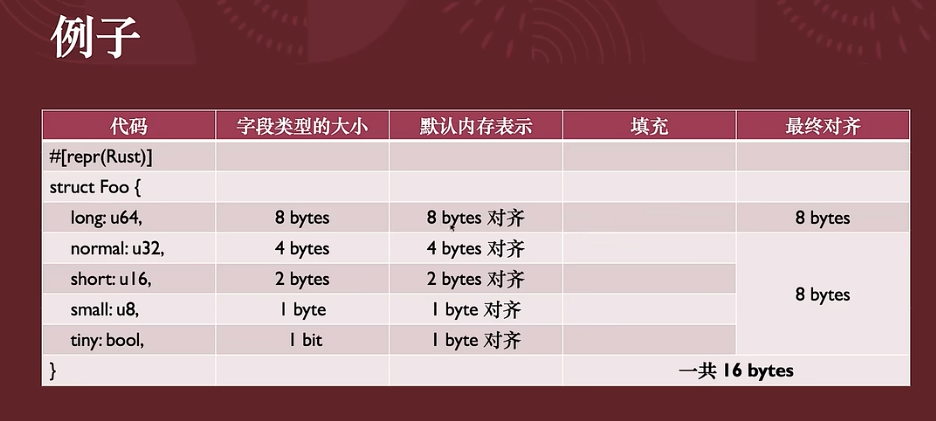 例子
代码 字段类型的大小 默认内存表示 填充 最终对齐
#[repr(Rust)]
struct Foo {
long: u64, 8 bytes 8 bytes 对齐 8 bytes
normal: u32, 4 bytes 4 bytes 对齐
short: u16, 2 bytes 2 bytes 对齐
8 bytes
small: u8, 1 byte 1 byte 对齐
tiny: bool, 1 bit 1 byte 对齐
} 一共 16 bytes